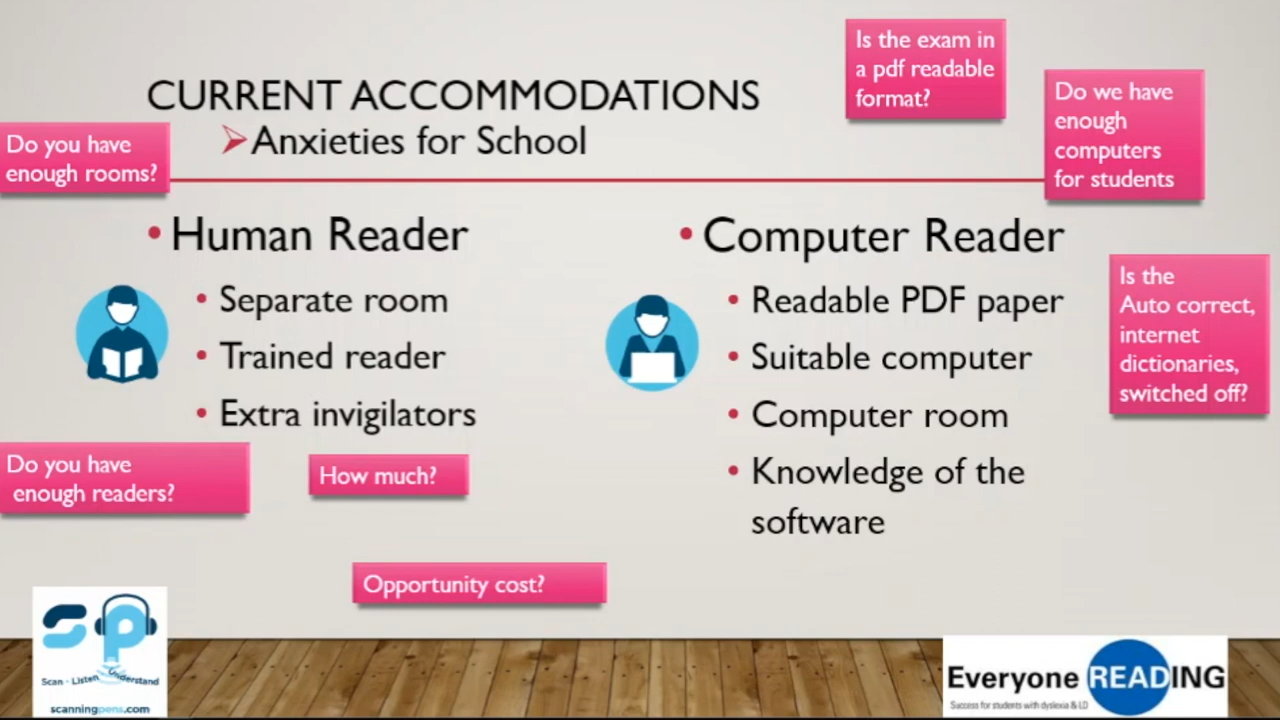 CURRENT ACCOMMODATIONS
Anxieties for School
Do you have
enough rooms?
Is the exam in
a pdf readable
format?
Do we have
enough
computers
for students
• Human Reader
• Separate room
• Trained reader
• Extra invigilators
Do you have
enough readers?
How much?
Opportunity cost?
• Computer Reader
• Readable PDF paper
• Suitable computer
• Computer room
• Knowledge of the
software
Is the
Auto correct,
internet
dictionaries,
switched off?
sp
Scan - Listen - Understand
scanningpens.com
Everyone READING
Success for students with dyslexia & LD